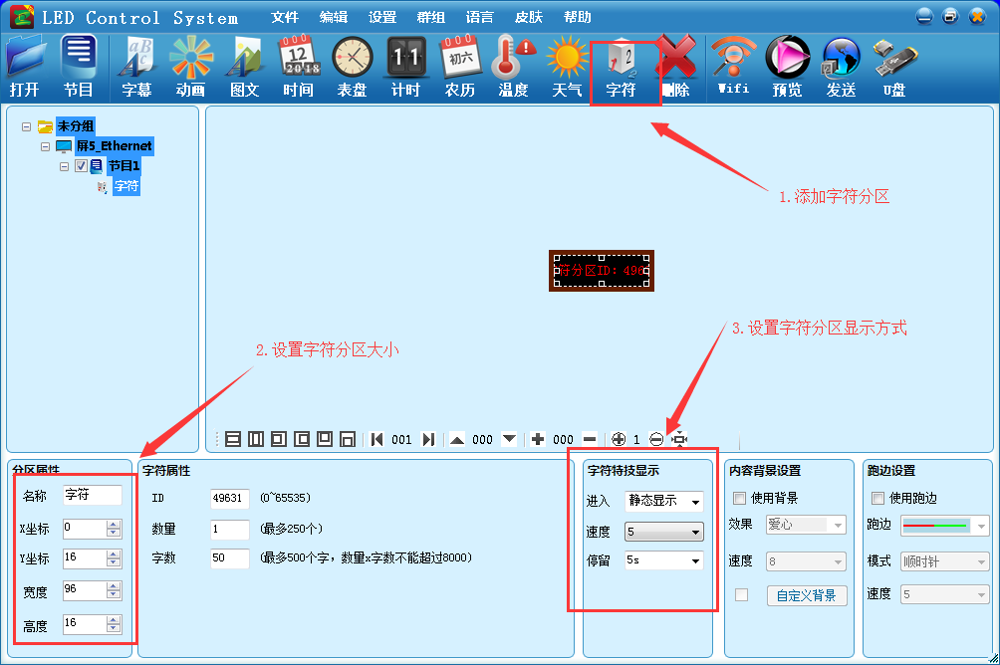 LED Control System 文件 编辑 设置 群组 语言 皮肤 帮助
打开 节目 字幕 动画 图文 时间 表盘 计时 农历 温度 天气 字符 删除 Wifi 预览 发送 U盘
未分组
屏5_Ethernet
节目1
字符
1.添加字符分区
符分区ID: 496
3.设置字符分区显示方式
2.设置字符分区大小
001 000 000 1
分区属性
名称 字符
X坐标 0
Y坐标 16
宽度 96
高度 16
字符属性
ID 49631 (0~65535)
数量 1 (最多250个)
字数 50 (最多500个字，数量x字数不能超过8000)
字符特技显示
进入 静态显示
速度 5
停留 5s
内容背景设置
使用背景
效果 爱心
速度 8
自定义背景
跑边设置
使用跑边
跑边
模式 顺时针
速度 5